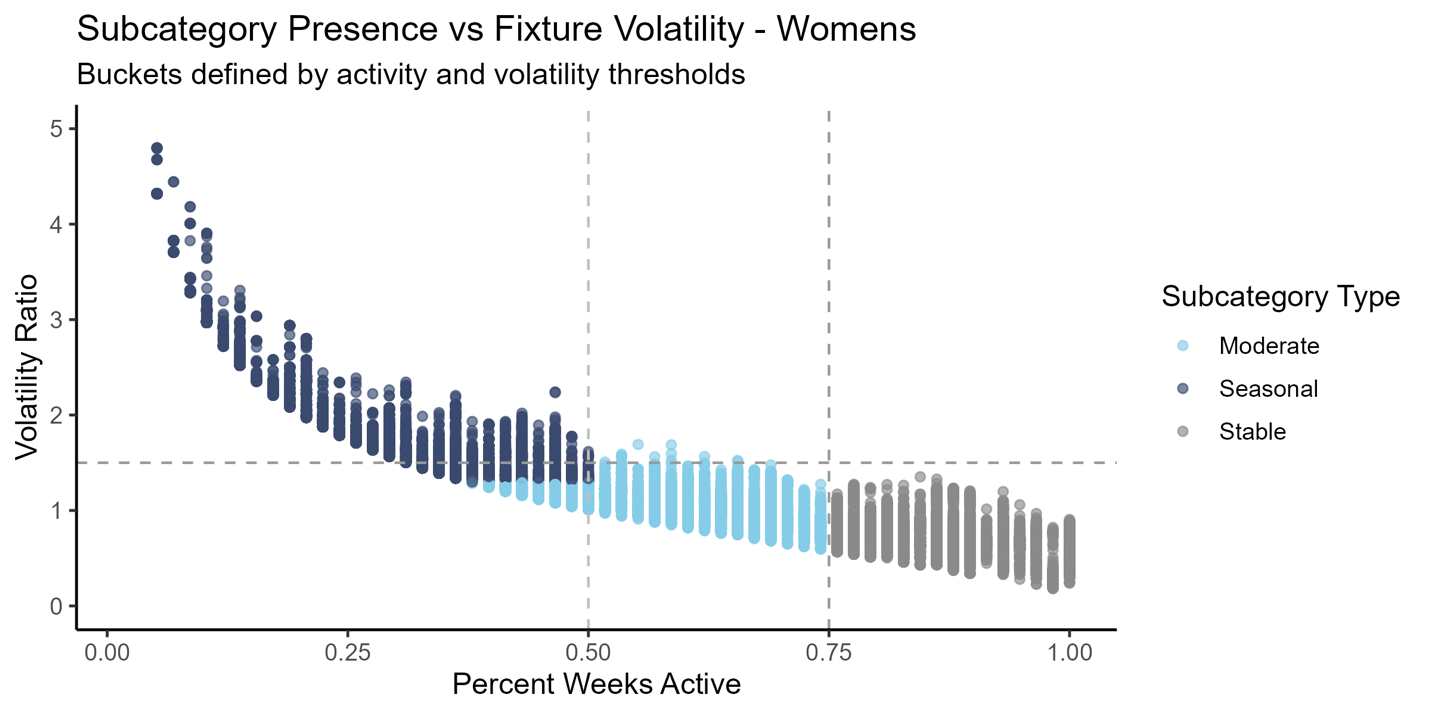 Subcategory Presence vs Fixture Volatility - Womens
Buckets defined by activity and volatility thresholds
Volatility Ratio
5
4
3
2
1
0
0.00
0.25
0.50
0.75
1.00
Percent Weeks Active
Subcategory Type
Moderate
Seasonal
Stable